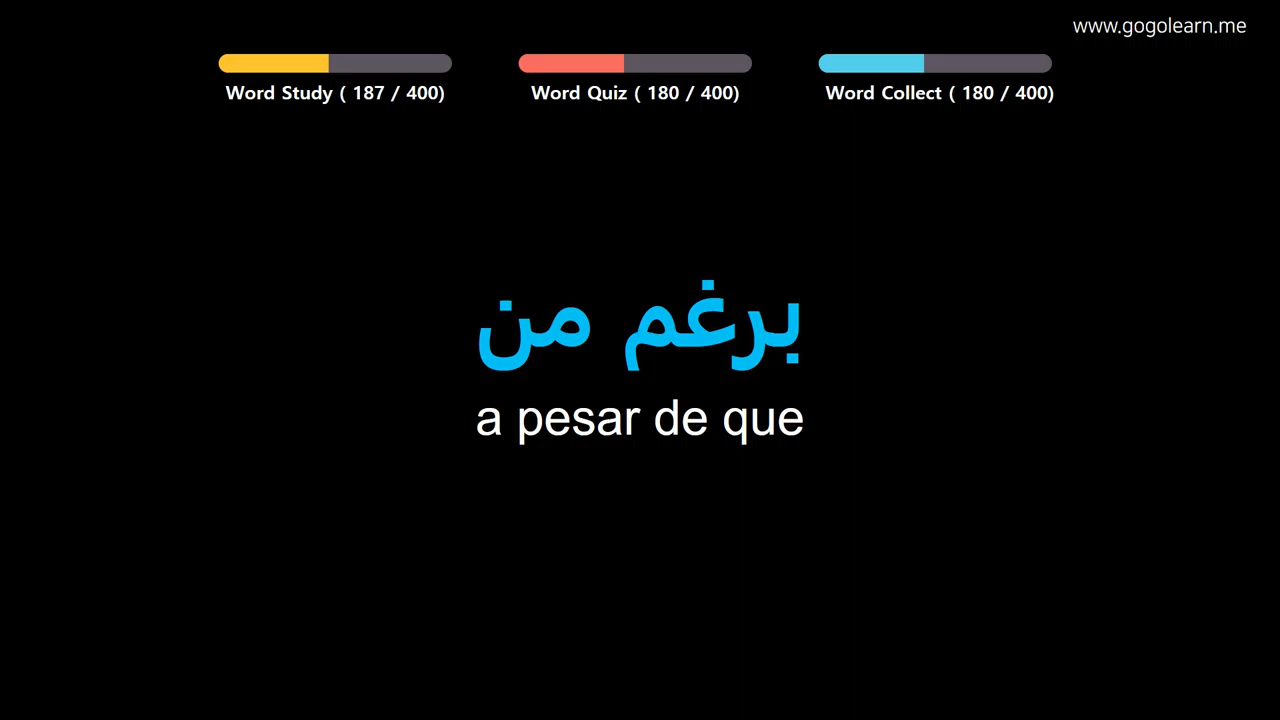 www.gogolearn.me
Word Study ( 187 / 400)
Word Quiz ( 180 / 400)
Word Collect ( 180 / 400)
برغم من
a pesar de que